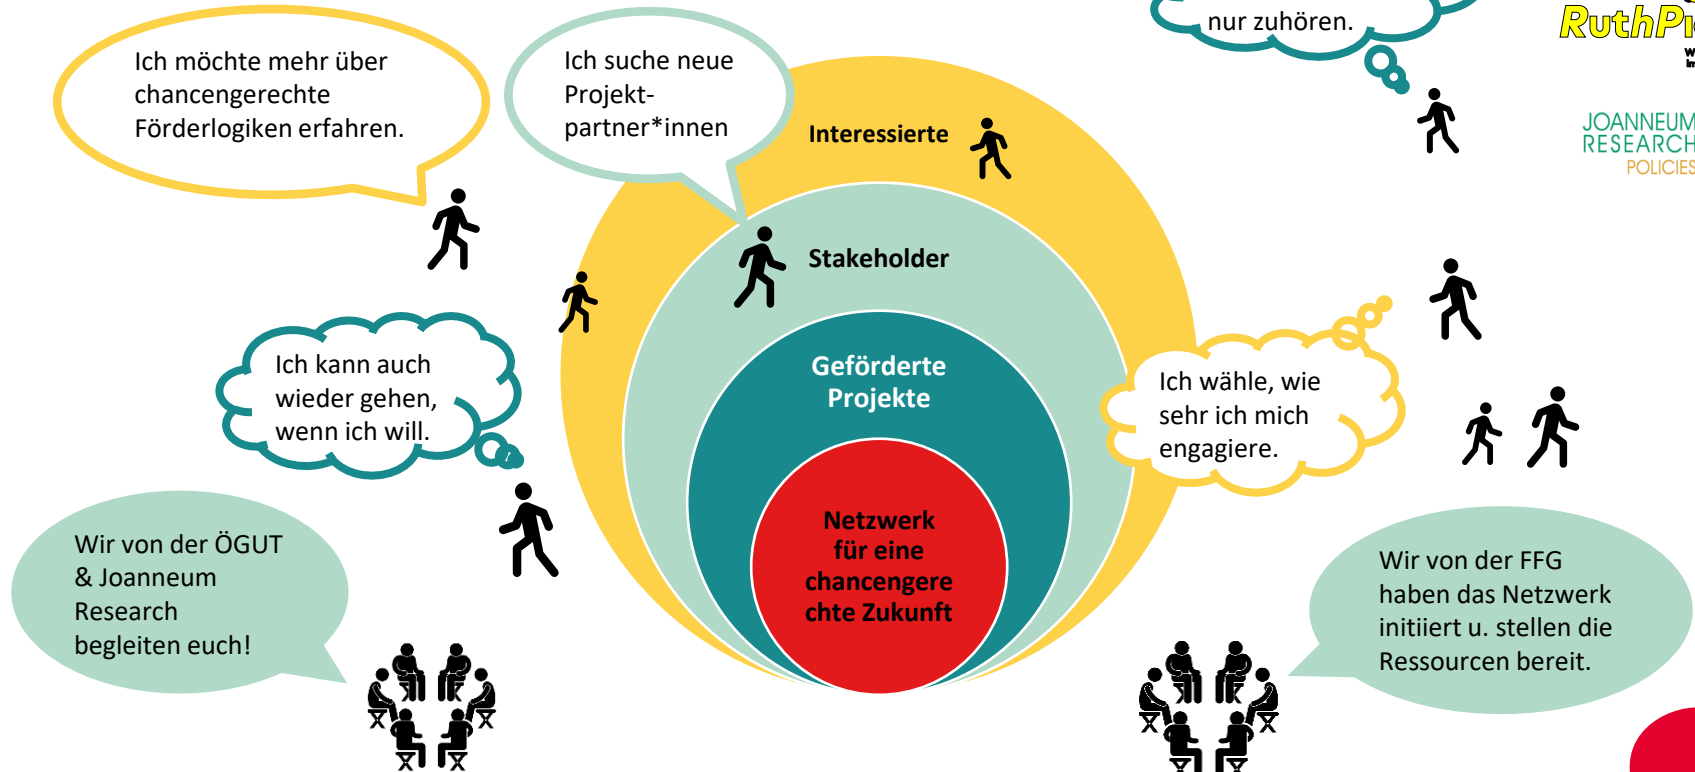 nur zuhören.
Ich möchte mehr über
chancengerechte
Förderlogiken erfahren.
Ich suche neue
Projekt-
partner*innen
Interessierte
JOANNEUM
RESEARCH
POLICIES
Stakeholder
Ich kann auch
wieder gehen,
wenn ich will.
Geförderte
Projekte
Ich wähle, wie
sehr ich mich
engagiere.
Netzwerk
für eine
chancengere
chte Zukunft
Wir von der ÖGUT
& Joanneum
Research
begleiten euch!
Wir von der FFG
haben das Netzwerk
initiiert u. stellen die
Ressourcen bereit.